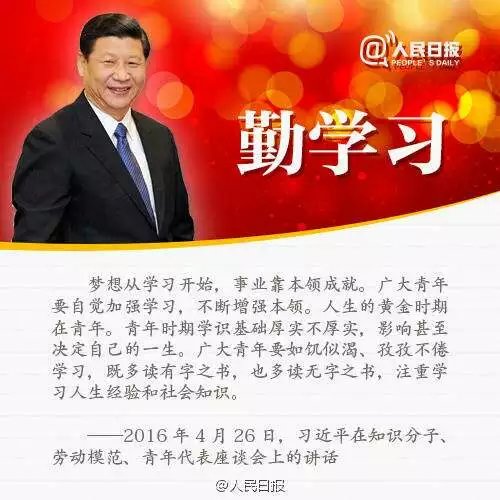 @人民日报
PEOPLE'S DAILY
勤学习
梦想从学习开始，事业靠本领成就。广大青年
要自觉加强学习，不断增强本领。人生的黄金时期
在青年。青年时期学识基础厚实不厚实，影响甚至
决定自己的一生。广大青年要如饥似渴、孜孜不倦
学习，既多读有字之书，也多读无字之书，注重学
习人生经验和社会知识。
——2016 年 4 月 26 日，习近平在知识分子、
劳动模范、青年代表座谈会上的讲话
@人民日报